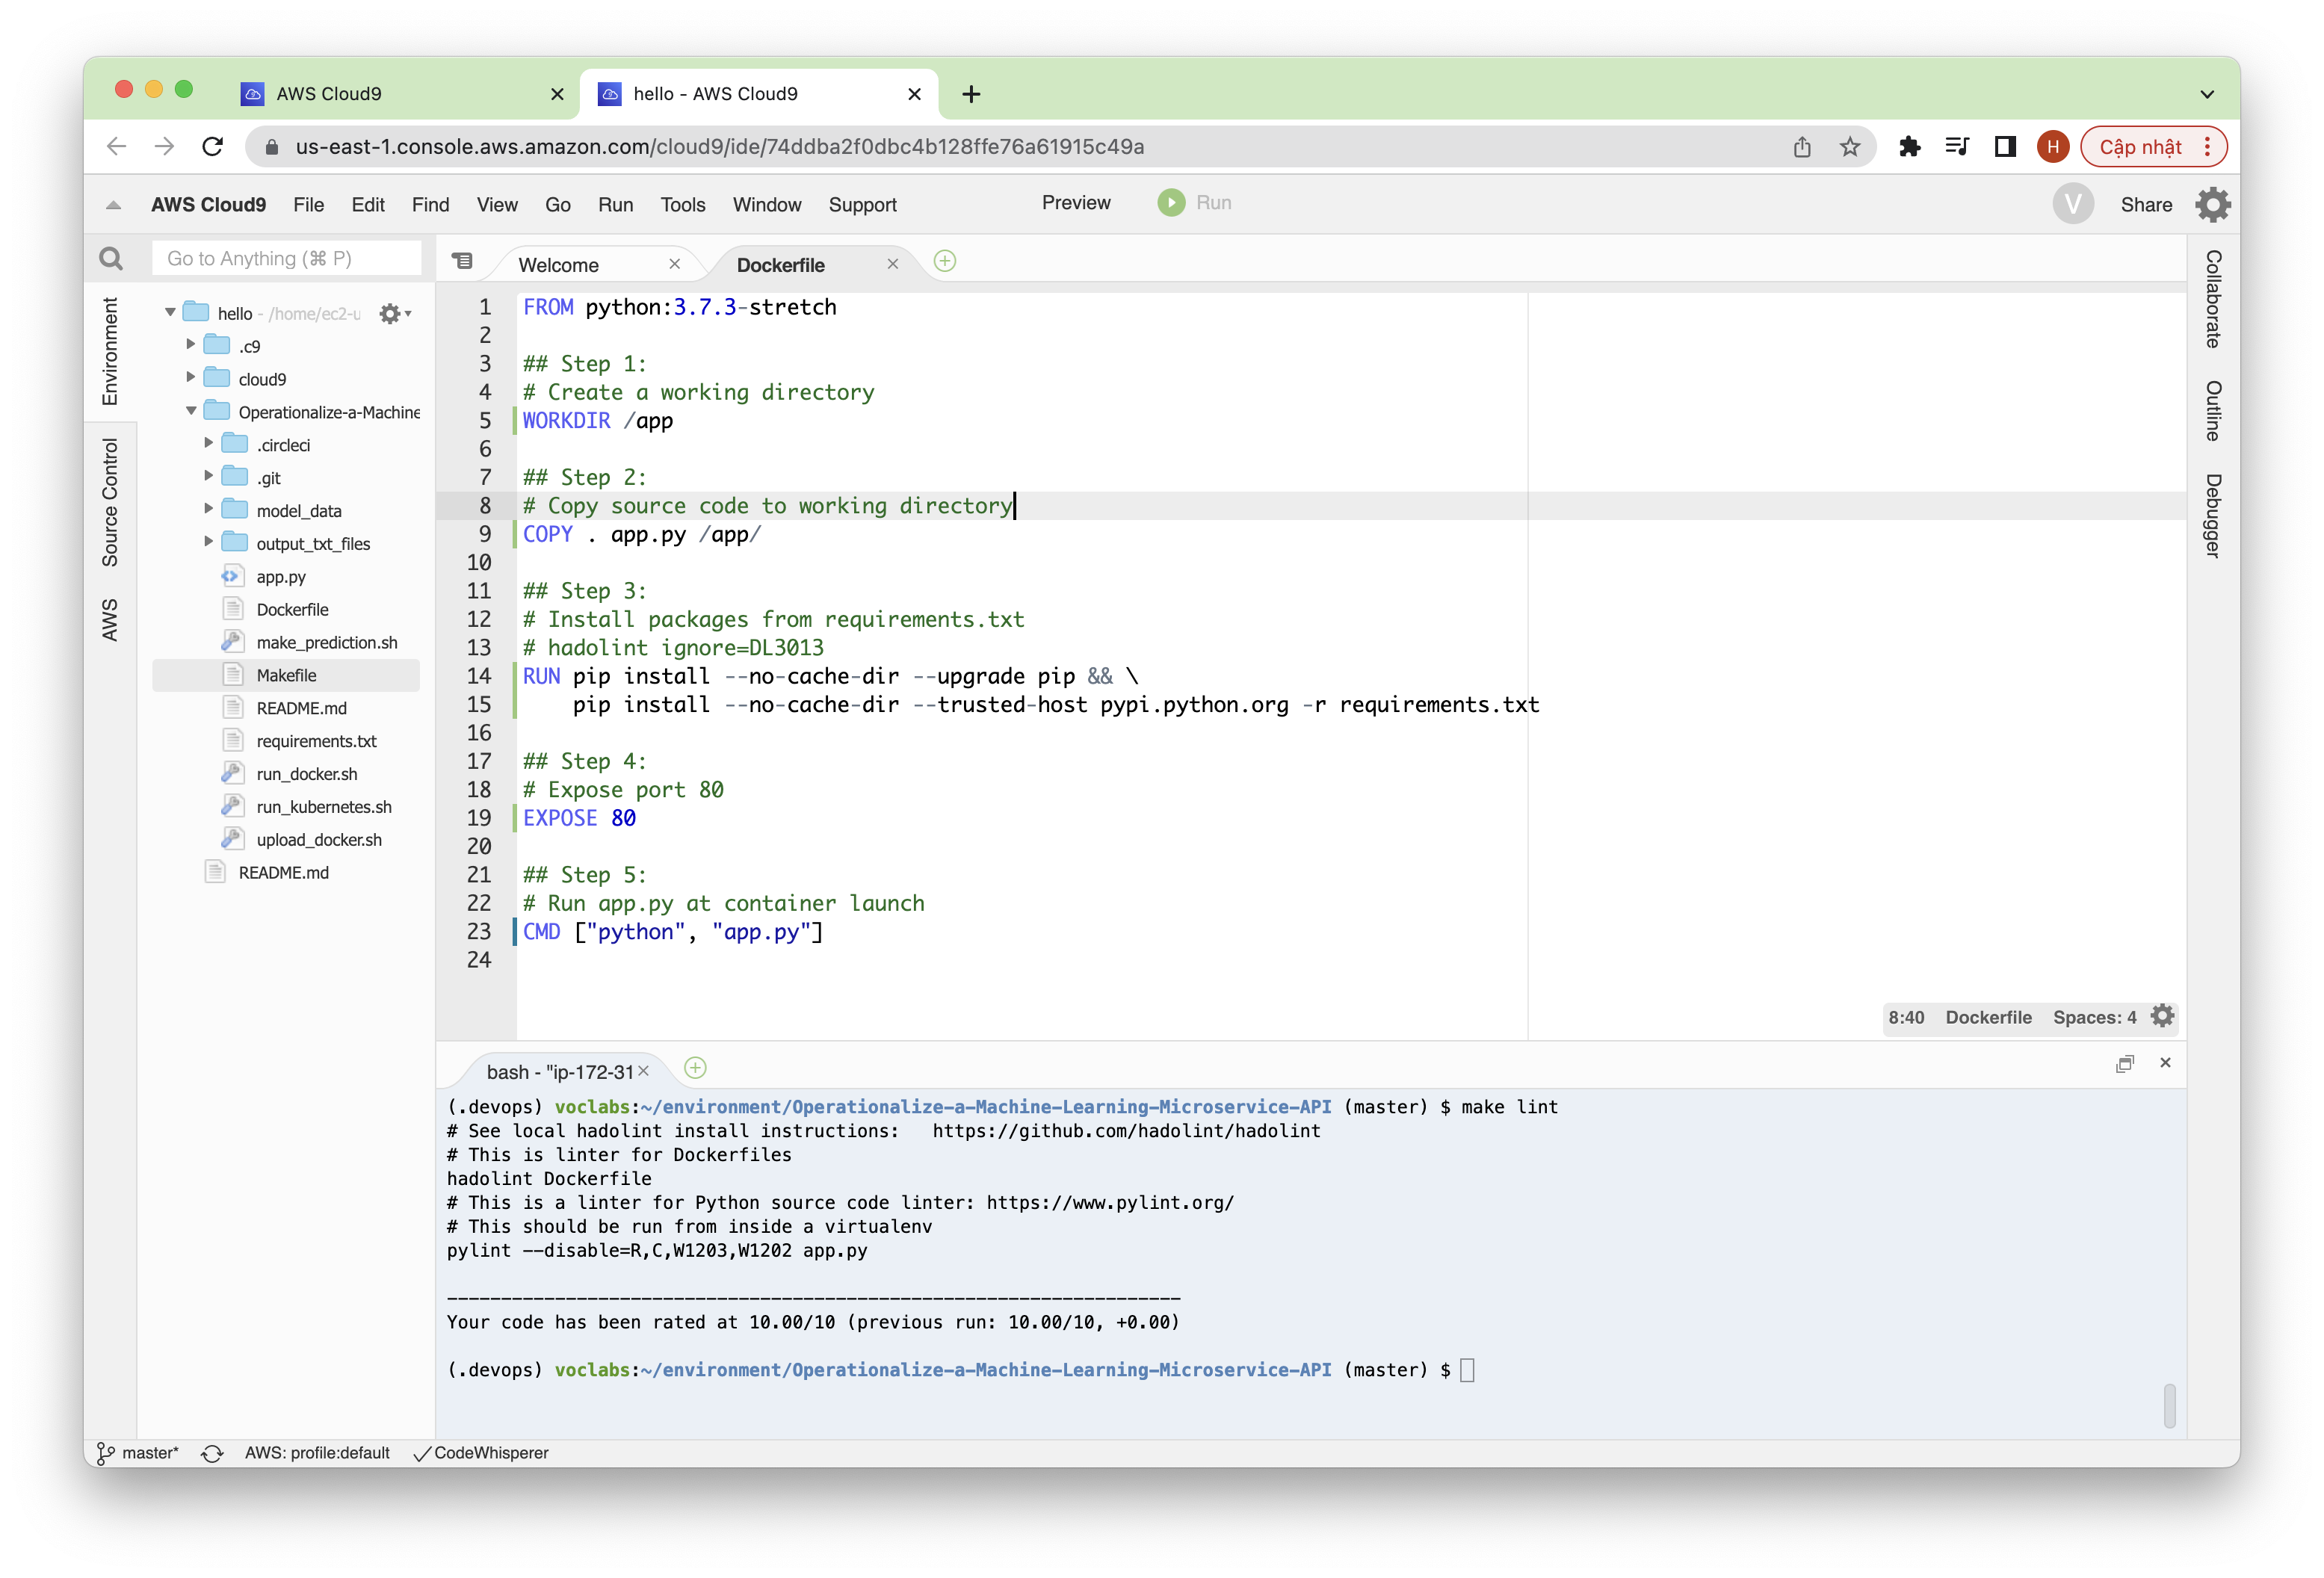 AWS Cloud9
hello - AWS Cloud9
us-east-1.console.aws.amazon.com/cloud9/ide/74ddba2f0dbc4b128ffe76a61915c49a
H
Cập nhật
AWS Cloud9 File Edit Find View Go Run Tools Window Support Preview Run V Share
Go to Anything (⌘ P)
Environment
Source Control
AWS
hello - /home/ec2-u
.c9
cloud9
Operationalize-a-Machine
.circleci
.git
model_data
output_txt_files
app.py
Dockerfile
make_prediction.sh
Makefile
README.md
requirements.txt
run_docker.sh
run_kubernetes.sh
upload_docker.sh
README.md
Welcome
Dockerfile
1 FROM python:3.7.3-stretch
2
3 ## Step 1:
4 # Create a working directory
5 WORKDIR /app
6
7 ## Step 2:
8 # Copy source code to working directory
9 COPY . app.py /app/
10
11 ## Step 3:
12 # Install packages from requirements.txt
13 # hadolint ignore=DL3013
14 RUN pip install --no-cache-dir --upgrade pip && \
15     pip install --no-cache-dir --trusted-host pypi.python.org -r requirements.txt
16
17 ## Step 4:
18 # Expose port 80
19 EXPOSE 80
20
21 ## Step 5:
22 # Run app.py at container launch
23 CMD ["python", "app.py"]
24
8:40 Dockerfile Spaces: 4
Collaborate
Outline
Debugger
bash - "ip-172-31
(.devops) voclabs:~/environment/Operationalize-a-Machine-Learning-Microservice-API (master) $ make lint
# See local hadolint install instructions:   https://github.com/hadolint/hadolint
# This is linter for Dockerfiles
hadolint Dockerfile
# This is a linter for Python source code linter: https://www.pylint.org/
# This should be run from inside a virtualenv
pylint --disable=R,C,W1203,W1202 app.py
--------------------------------------------------------------------
Your code has been rated at 10.00/10 (previous run: 10.00/10, +0.00)
(.devops) voclabs:~/environment/Operationalize-a-Machine-Learning-Microservice-API (master) $
master* AWS: profile:default ✓CodeWhisperer